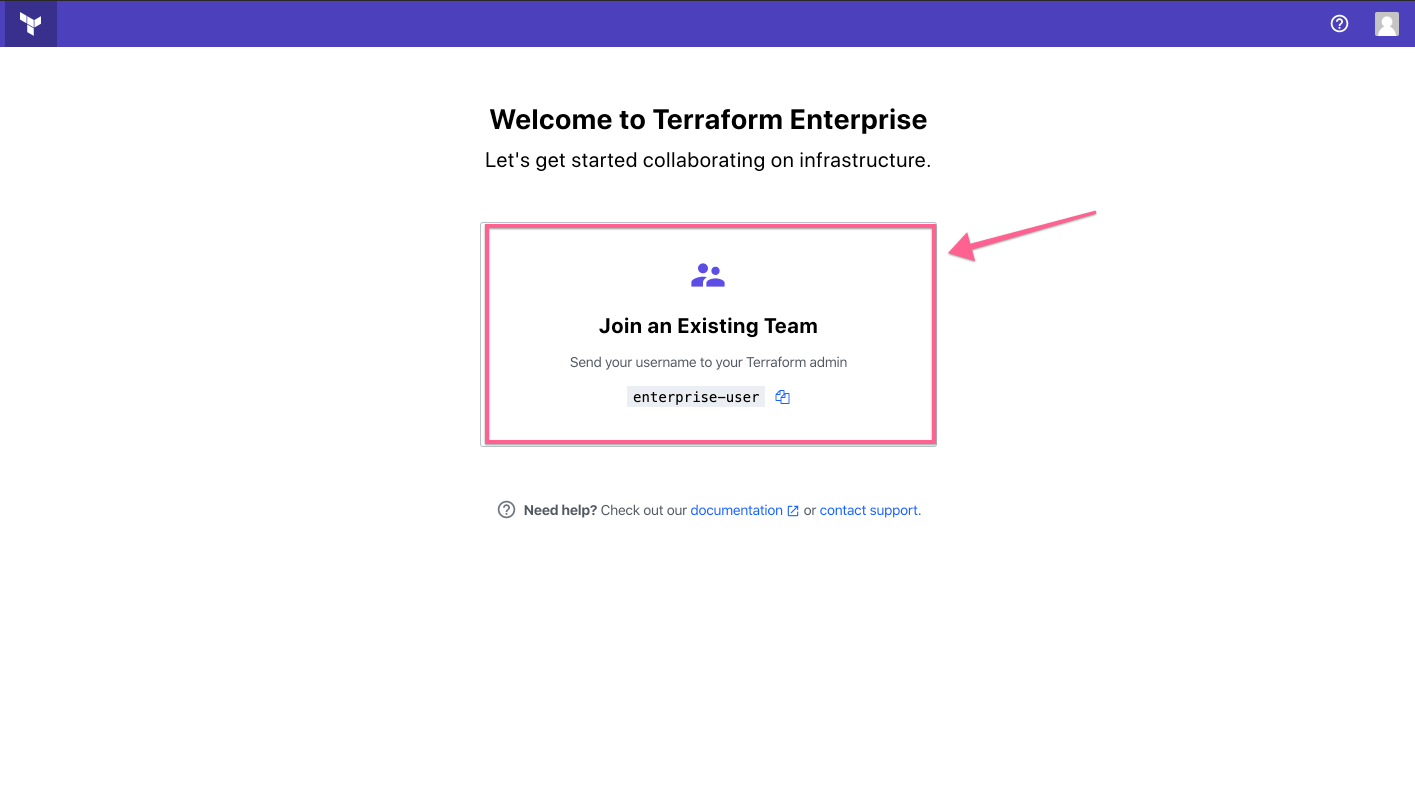 Welcome to Terraform Enterprise
Let's get started collaborating on infrastructure.
Join an Existing Team
Send your username to your Terraform admin
enterprise-user
Need help? Check out our documentation or contact support.